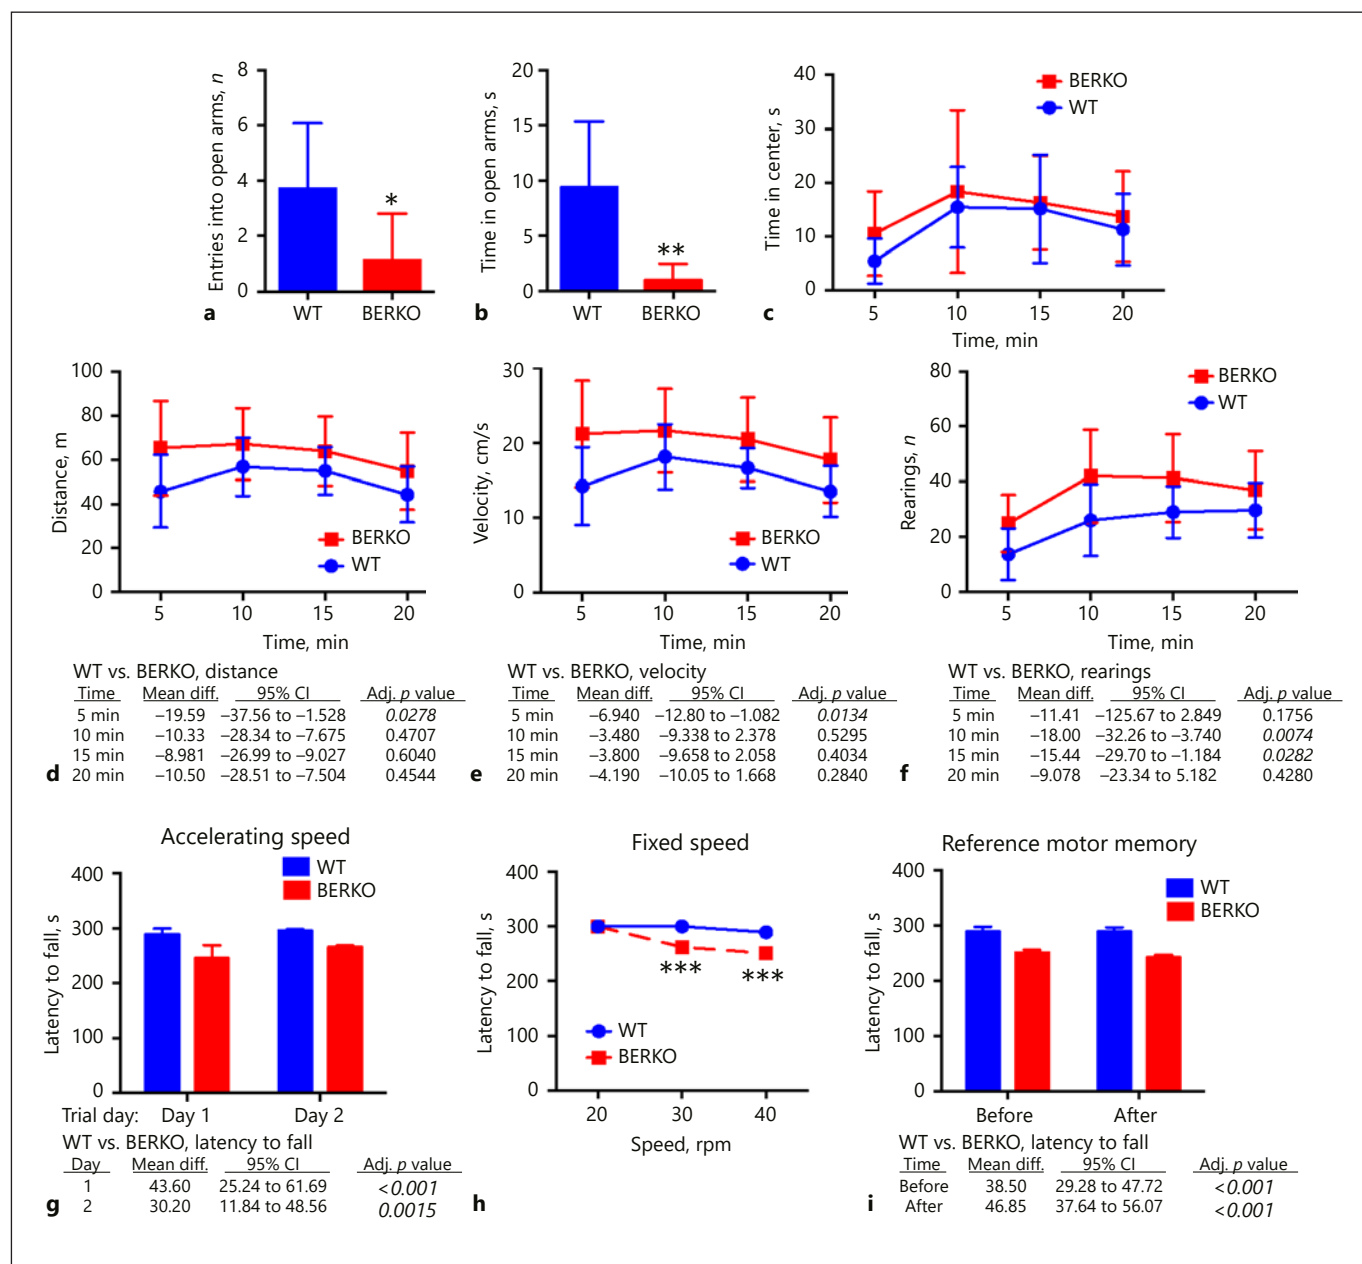 Entries into open arms, n
8
6
4
2
0
WT BERKO
*
a
Time in open arms, s
20
15
10
5
0
WT BERKO
**
b
Time in center, s
40
30
20
10
0
BERKO
WT
5 10 15 20
Time, min
c
Distance, m
100
80
60
40
20
0
BERKO
WT
5 10 15 20
Time, min
WT vs. BERKO, distance
Time Mean diff. 95% CI Adj. p value
5 min –19.59 –37.56 to –1.528 0.0278
10 min –10.33 –28.34 to –7.675 0.4707
15 min –8.981 –26.99 to –9.027 0.6040
20 min –10.50 –28.51 to –7.504 0.4544
d
Velocity, cm/s
30
20
10
0
BERKO
WT
5 10 15 20
Time, min
WT vs. BERKO, velocity
Time Mean diff. 95% CI Adj. p value
5 min –6.940 –12.80 to –1.082 0.0134
10 min –3.480 –9.338 to 2.378 0.5295
15 min –3.800 –9.658 to 2.058 0.4034
20 min –4.190 –10.05 to 1.668 0.2840
e
Rearings, n
80
60
40
20
0
BERKO
WT
5 10 15 20
Time, min
WT vs. BERKO, rearings
Time Mean diff. 95% CI Adj. p value
5 min –11.41 –125.67 to 2.849 0.1756
10 min –18.00 –32.26 to –3.740 0.0074
15 min –15.44 –29.70 to –1.184 0.0282
20 min –9.078 –23.34 to 5.182 0.4280
f
Accelerating speed
Latency to fall, s
400
300
200
100
0
WT
BERKO
Trial day: Day 1 Day 2
WT vs. BERKO, latency to fall
Day Mean diff. 95% CI Adj. p value
1 43.60 25.24 to 61.69 <0.001
2 30.20 11.84 to 48.56 0.0015
g
Fixed speed
Latency to fall, s
400
300
200
100
0
*** ***
WT
BERKO
20 30 40
Speed, rpm
h
Reference motor memory
Latency to fall, s
400
300
200
100
0
WT
BERKO
Before After
WT vs. BERKO, latency to fall
Time Mean diff. 95% CI Adj. p value
Before 38.50 29.28 to 47.72 <0.001
After 46.85 37.64 to 56.07 <0.001
i